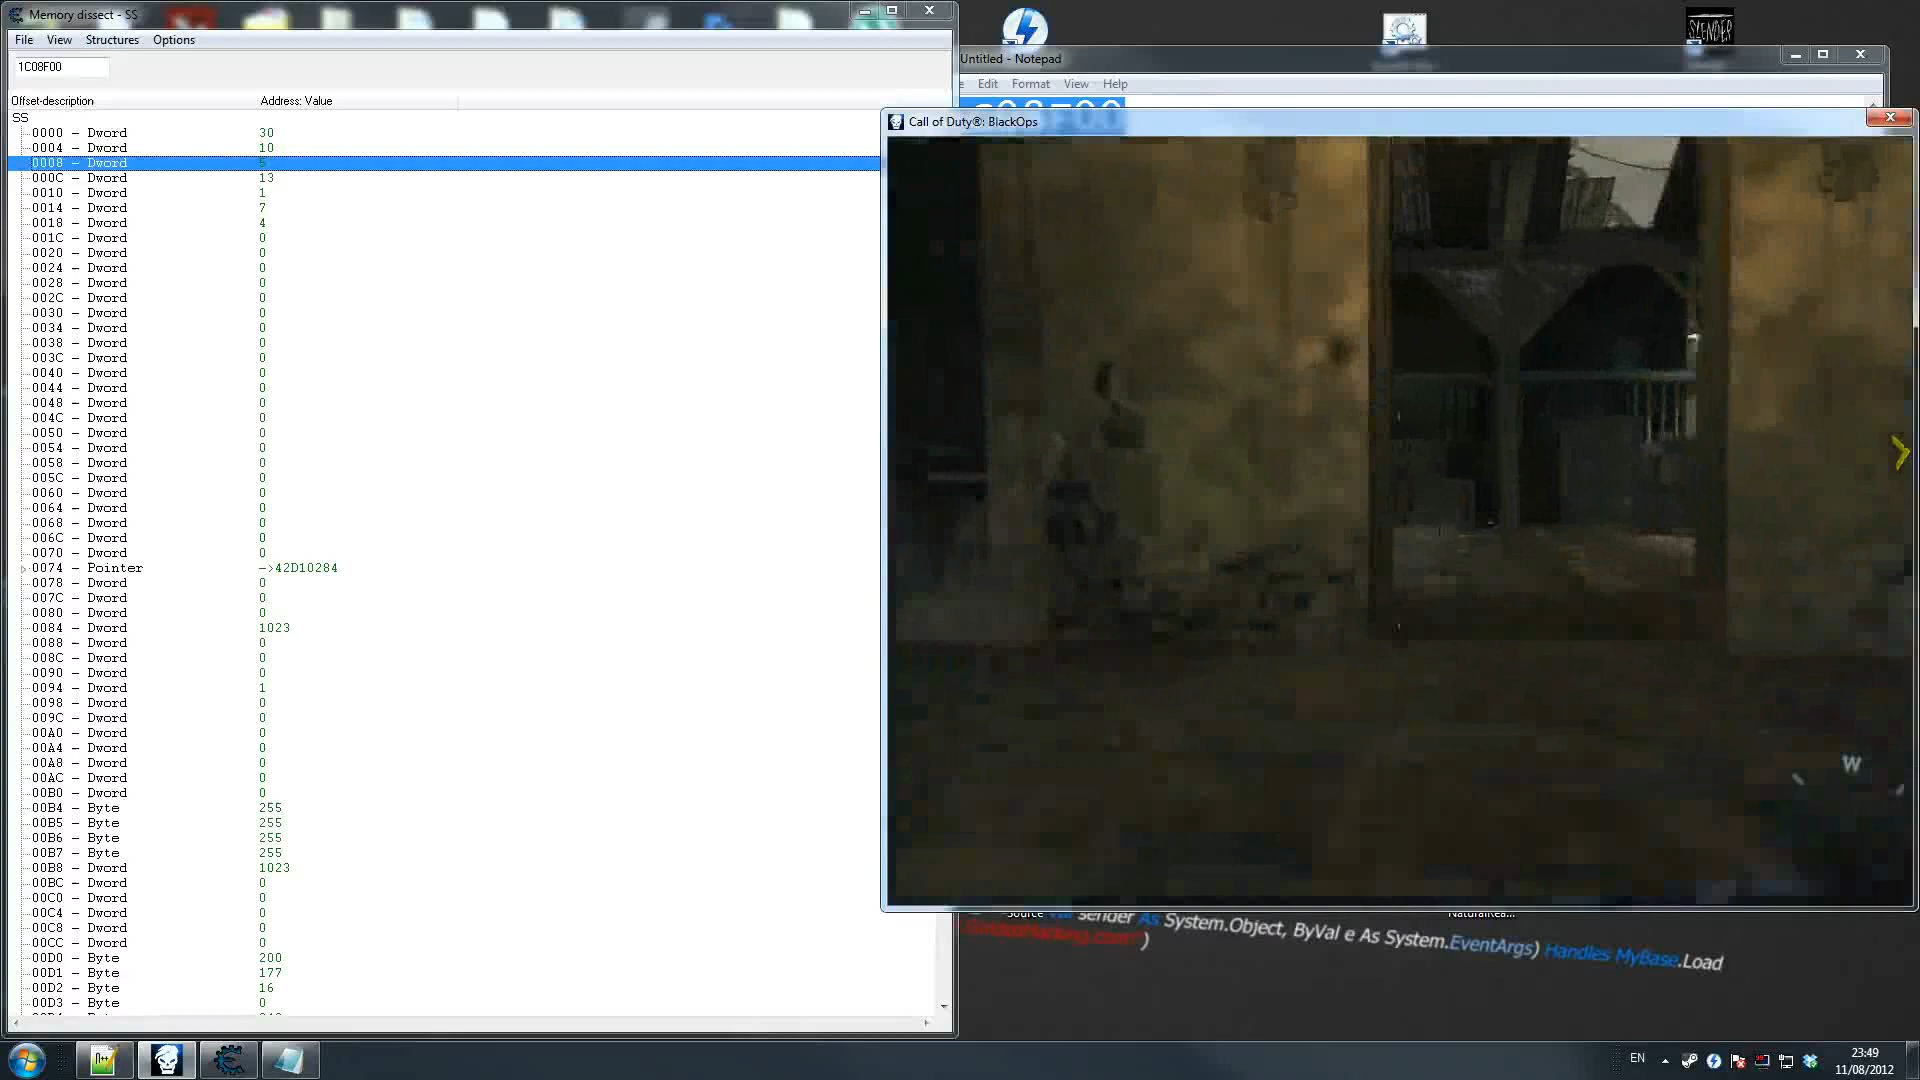 Memory dissect - SS
File View Structures Options
1C08F00
Offset-description Address: Value
SS
0000 - Dword 30
0004 - Dword 10
0008 - Dword 5
000C - Dword 13
0010 - Dword 1
0014 - Dword 7
0018 - Dword 4
001C - Dword 0
0020 - Dword 0
0024 - Dword 0
0028 - Dword 0
002C - Dword 0
0030 - Dword 0
0034 - Dword 0
0038 - Dword 0
003C - Dword 0
0040 - Dword 0
0044 - Dword 0
0048 - Dword 0
004C - Dword 0
0050 - Dword 0
0054 - Dword 0
0058 - Dword 0
005C - Dword 0
0060 - Dword 0
0064 - Dword 0
0068 - Dword 0
006C - Dword 0
0070 - Dword 0
0074 - Pointer ->42D10284
0078 - Dword 0
007C - Dword 0
0080 - Dword 0
0084 - Dword 1023
0088 - Dword 0
008C - Dword 0
0090 - Dword 0
0094 - Dword 1
0098 - Dword 0
009C - Dword 0
00A0 - Dword 0
00A4 - Dword 0
00A8 - Dword 0
00AC - Dword 0
00B0 - Dword 0
00B4 - Byte 255
00B5 - Byte 255
00B6 - Byte 255
00B7 - Byte 255
00B8 - Dword 1023
00BC - Dword 0
00C0 - Dword 0
00C4 - Dword 0
00C8 - Dword 0
00CC - Dword 0
00D0 - Byte 200
00D1 - Byte 177
00D2 - Byte 16
00D3 - Byte 0
SLENDER
Untitled - Notepad
Edit Format View Help
Call of Duty®: BlackOps
W
Source NaturalRea...
sender As System.Object, ByVal e As System.EventArgs) Handles MyBase.Load
)
EN
23:49
11/08/2012